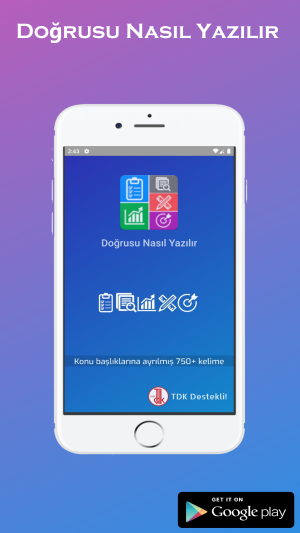 Doğrusu Nasıl Yazılır
2:43
Doğrusu Nasıl Yazılır
Konu başlıklarına ayrılmış 750+ kelime
TDK Destekli!
GET IT ON
Google play